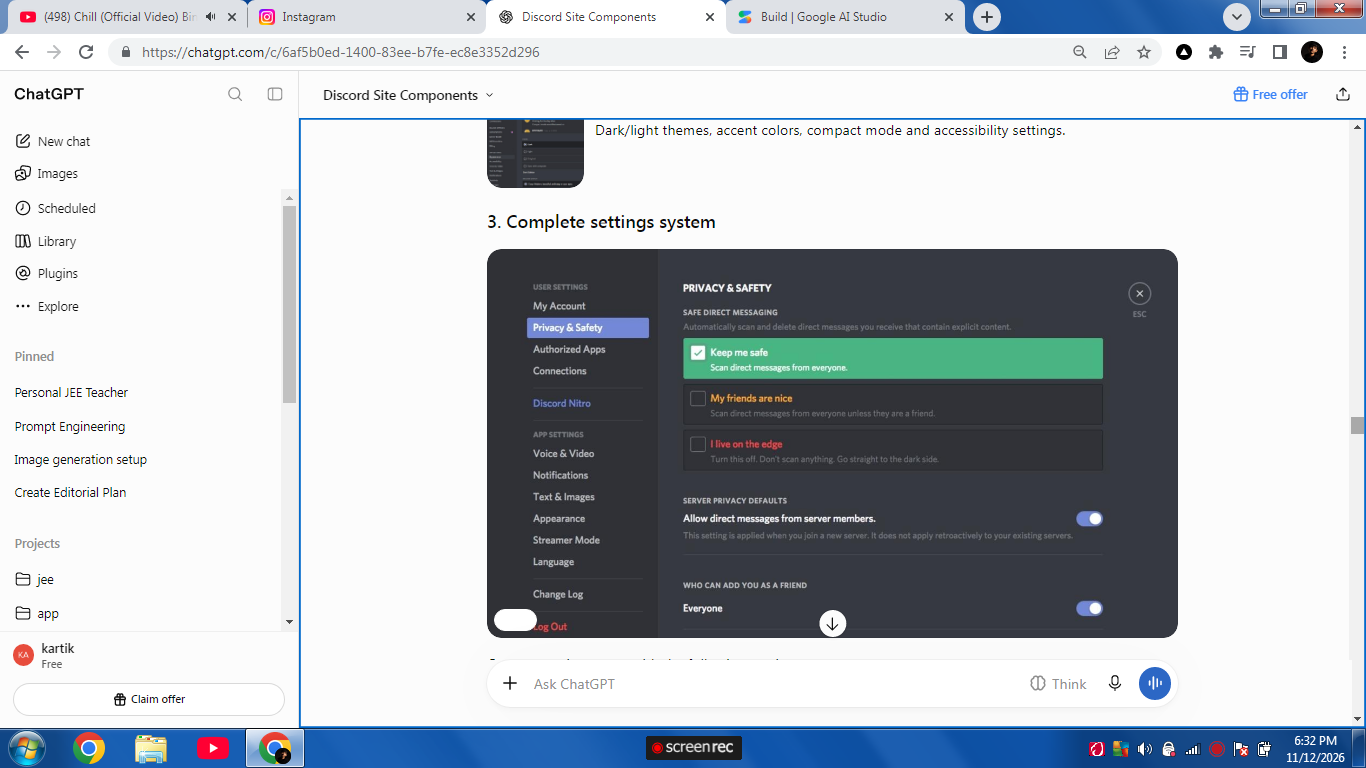 (498) Chill (Official Video) Bin
Instagram
Discord Site Components
Build | Google AI Studio
https://chatgpt.com/c/6af5b0ed-1400-83ee-b7fe-ec8e3352d296
ChatGPT
Discord Site Components
Free offer
New chat
Images
Scheduled
Library
Plugins
Explore
Pinned
Personal JEE Teacher
Prompt Engineering
Image generation setup
Create Editorial Plan
Projects
jee
app
KA
kartik
Free
Claim offer
Dark/light themes, accent colors, compact mode and accessibility settings.
3. Complete settings system
USER SETTINGS
My Account
Privacy & Safety
Authorized Apps
Connections
Discord Nitro
APP SETTINGS
Voice & Video
Notifications
Text & Images
Appearance
Streamer Mode
Language
Change Log
Log Out
PRIVACY & SAFETY
ESC
SAFE DIRECT MESSAGING
Automatically scan and delete direct messages you receive that contain explicit content.
Keep me safe
Scan direct messages from everyone.
My friends are nice
Scan direct messages from everyone unless they are a friend.
I live on the edge
Turn this off. Don't scan anything. Go straight to the dark side.
SERVER PRIVACY DEFAULTS
Allow direct messages from server members.
This setting is applied when you join a new server. It does not apply retroactively to your existing servers.
WHO CAN ADD YOU AS A FRIEND
Everyone
Ask ChatGPT
Think
screenrec
6:32 PM
11/12/2026